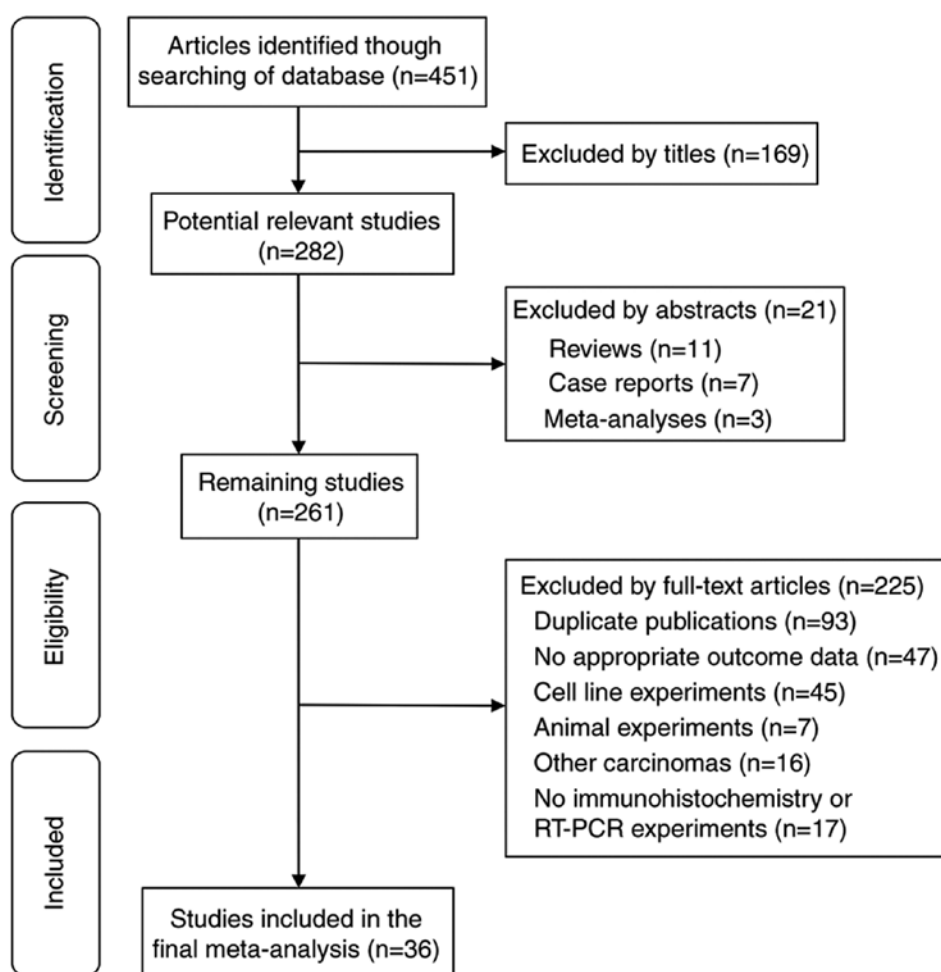 Identification
Articles identified though
searching of database (n=451)
Excluded by titles (n=169)
Potential relevant studies
(n=282)
Screening
Excluded by abstracts (n=21)
Reviews (n=11)
Case reports (n=7)
Meta-analyses (n=3)
Remaining studies
(n=261)
Eligibility
Excluded by full-text articles (n=225)
Duplicate publications (n=93)
No appropriate outcome data (n=47)
Cell line experiments (n=45)
Animal experiments (n=7)
Other carcinomas (n=16)
No immunohistochemistry or
RT-PCR experiments (n=17)
Included
Studies included in the
final meta-analysis (n=36)